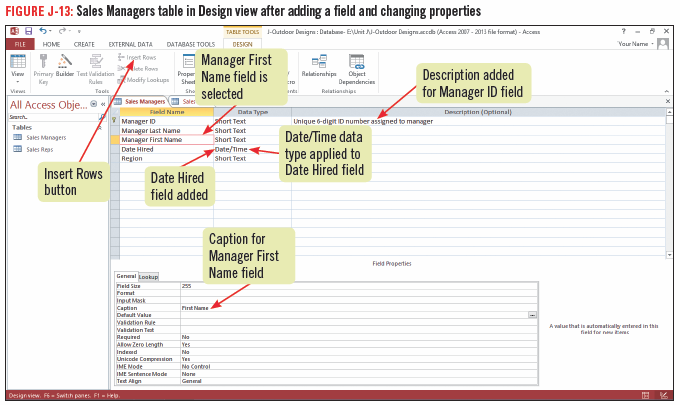 FIGURE J-13: Sales Managers table in Design view after adding a field and changing properties
TABLE TOOLS
J-Outdoor Designs : Database- E:\Unit J\J-Outdoor Designs.accdb (Access 2007 - 2013 file format) - Access
FILE HOME CREATE EXTERNAL DATA DATABASE TOOLS DESIGN
Your Name
Insert Rows
Delete Rows
Modify Lookups
View
Primary Key
Builder
Test Validation Rules
Relationships
Object Dependencies
Views
Tools
Relationships
Manager First
Name field is
selected
Description added
for Manager ID field
All Access Obje...
Search...
Tables
Sales Managers
Sales Reps
Sales Managers
Field Name Data Type Description (Optional)
Manager ID Short Text Unique 6-digit ID number assigned to manager
Manager Last Name Short Text
Manager First Name Short Text
Date Hired Date/Time
Region Short Text
Date/Time data
type applied to
Date Hired field
Insert Rows
button
Date Hired
field added
Caption for
Manager First
Name field
Field Properties
General Lookup
Field Size 255
Format
Input Mask
Caption First Name
Default Value
Validation Rule
Validation Text
Required No
Allow Zero Length Yes
Indexed No
Unicode Compression Yes
IME Mode No Control
IME Sentence Mode None
Text Align General
A value that is automatically entered in this
field for new items
Design view. F6 = Switch panes. F1 = Help.